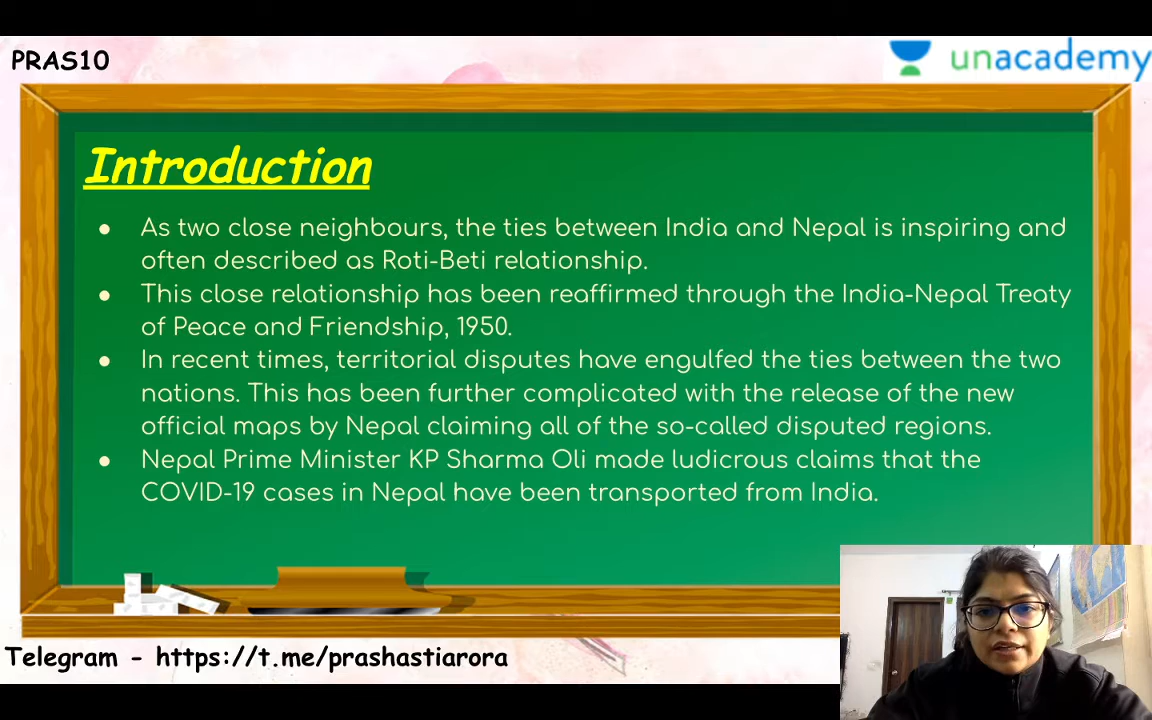 PRAS10
unacademy
Introduction
● As two close neighbours, the ties between India and Nepal is inspiring and
often described as Roti-Beti relationship.
● This close relationship has been reaffirmed through the India-Nepal Treaty
of Peace and Friendship, 1950.
● In recent times, territorial disputes have engulfed the ties between the two
nations. This has been further complicated with the release of the new
official maps by Nepal claiming all of the so-called disputed regions.
● Nepal Prime Minister KP Sharma Oli made ludicrous claims that the
COVID-19 cases in Nepal have been transported from India.
Telegram - https://t.me/prashastiarora